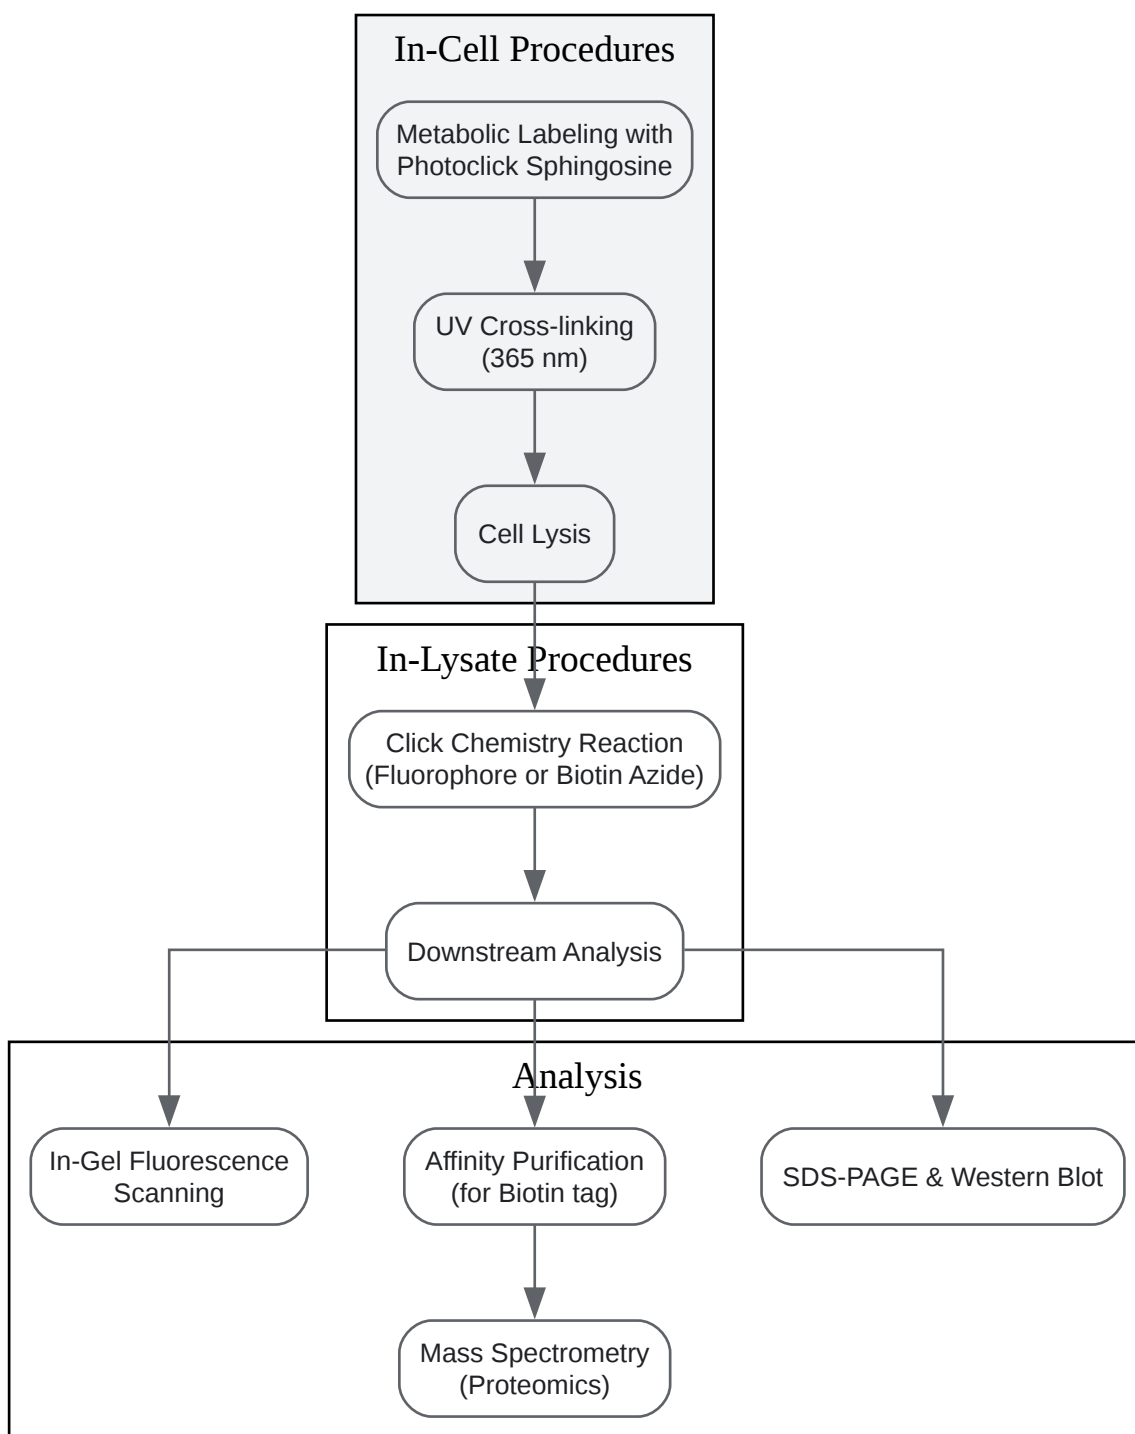 In-Cell Procedures
Metabolic Labeling with
Photoclick Sphingosine
UV Cross-linking
(365 nm)
Cell Lysis
In-Lysate Procedures
Click Chemistry Reaction
(Fluorophore or Biotin Azide)
Downstream Analysis
Analysis
In-Gel Fluorescence
Scanning
Affinity Purification
(for Biotin tag)
SDS-PAGE & Western Blot
Mass Spectrometry
(Proteomics)